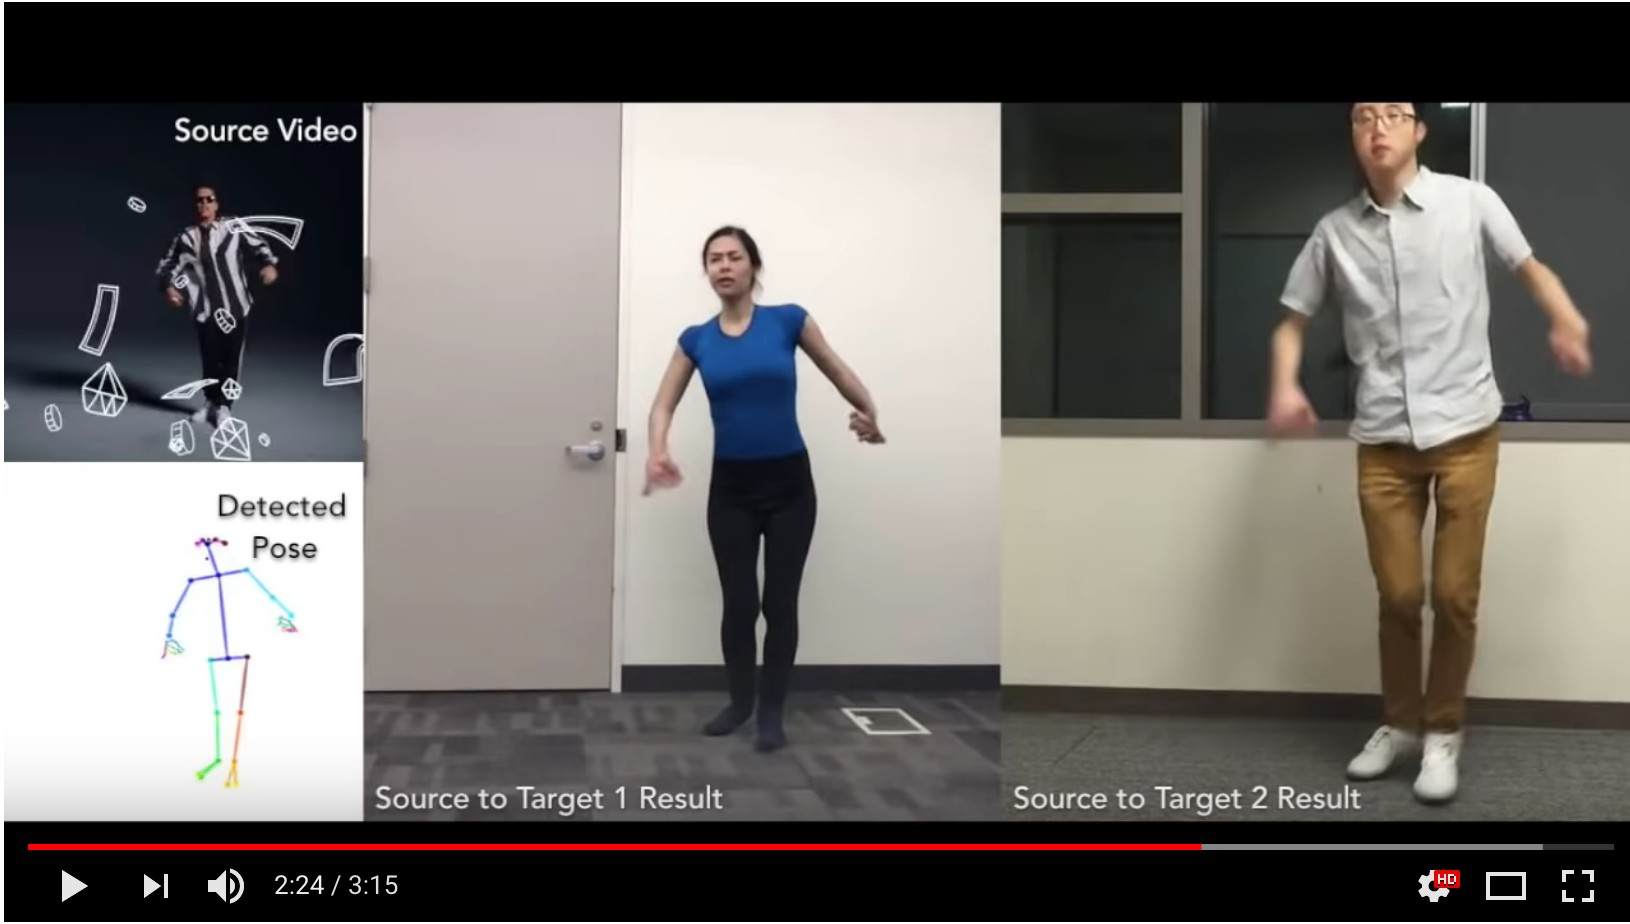 Source Video
Detected
Pose
Source to Target 1 Result
Source to Target 2 Result
2:24 / 3:15
HD